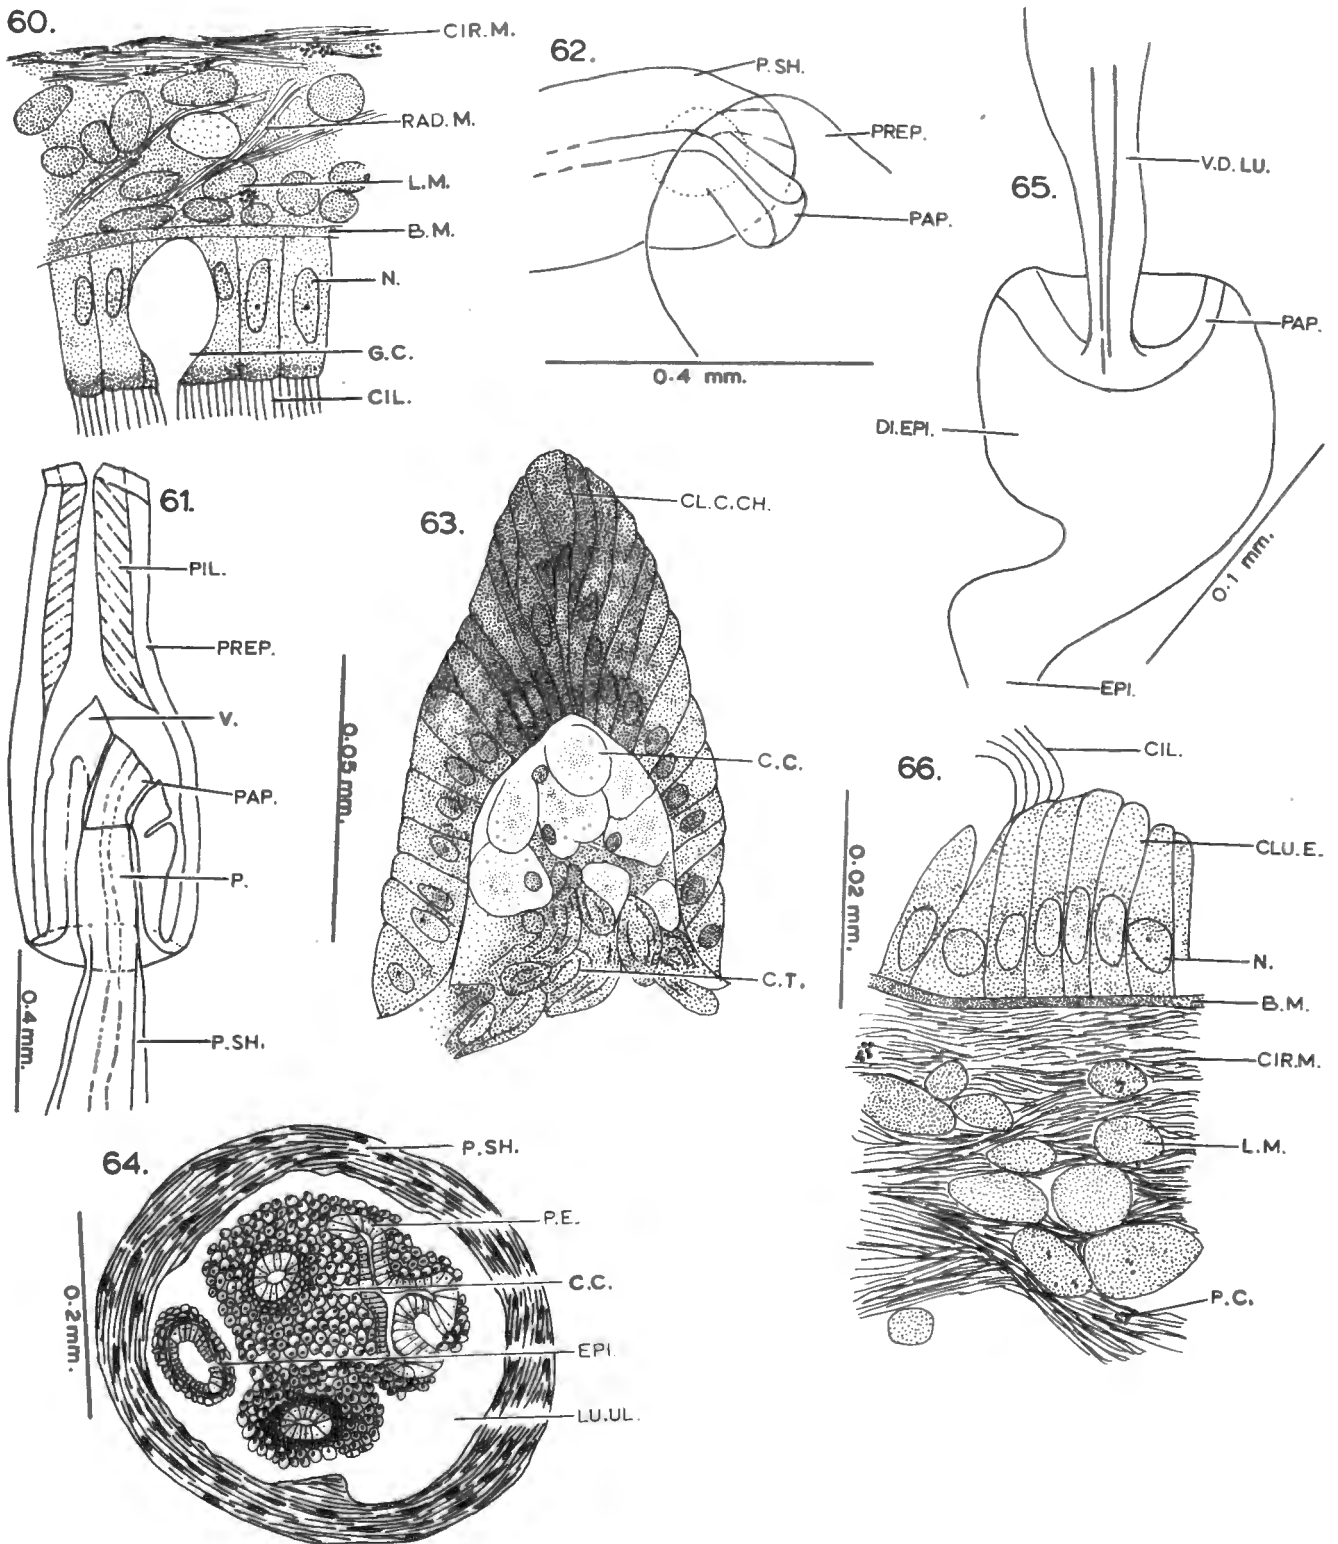 60.
CIR.M.
RAD.M.
L.M.
B.M.
N.
G.C.
CIL.
62.
P.SH.
PREP.
PAP.
0.4 mm.
65.
V.D.LU.
PAP.
DI.EPI.
0.1 mm.
EPI.
61.
PIL.
PREP.
V.
PAP.
P.
P.SH.
0.4 mm.
63.
CL.C.CH.
C.C.
C.T.
0.05 mm.
66.
CIL.
CLU.E.
N.
B.M.
CIR.M.
L.M.
P.C.
0.02 mm.
64.
P.SH.
P.E.
C.C.
EPI.
LU.UL.
0.2 mm.